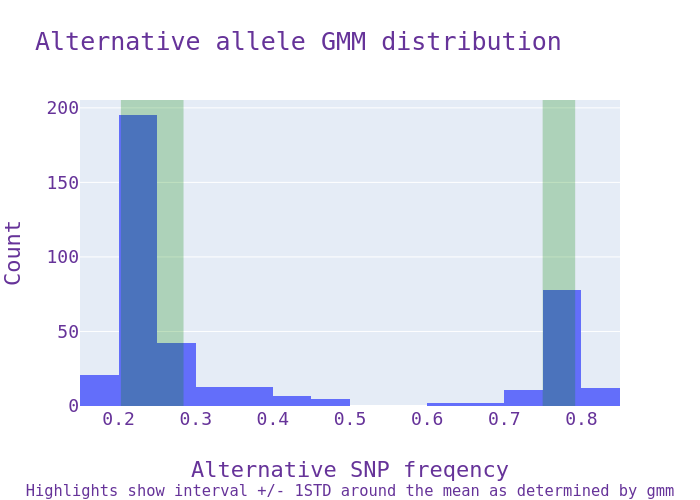 Alternative allele GMM distribution
200
150
100
50
0
Count
0.2 0.3 0.4 0.5 0.6 0.7 0.8
Alternative SNP freqency
Highlights show interval +/- 1STD around the mean as determined by gmm